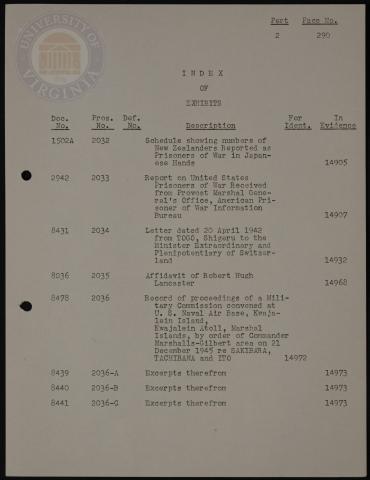 UNIVERSITY OF VIRGINIA
Part Page No.
2 290
INDEX
OF
EXHIBITS
Doc. Pros. Def. For In
No. No. No. Description Ident. Evidence
1502A 2032 Schedule showing numbers of
New Zealanders Reported as
Prisoners of War in Japan-
ese Hands 14905
2942 2033 Report on United States
Prisoners of War Received
from Provost Marshal Gene-
ral's Office, American Pri-
soner of War Information
Bureau 14907
8431 2034 Letter dated 20 April 1942
from TOGO, Shigeru to the
Minister Extraordinary and
Plenipotentiary of Switzer-
land 14932
8036 2035 Affidavit of Robert Hugh
Lancaster 14968
8478 2036 Record of proceedings of a Mili-
tary Commission convened at
U. S. Naval Air Base, Kwaja-
lein Island,
Kwajalein Atoll, Marshal
Islands, by order of Commander
Marshalls-Gilbert area on 21
December 1945 re SAKIBARA,
TACHIBANA and ITO 14972
8439 2036-A Excerpts therefrom 14973
8440 2036-B Excerpts therefrom 14973
8441 2036-C Excerpts therefrom 14973